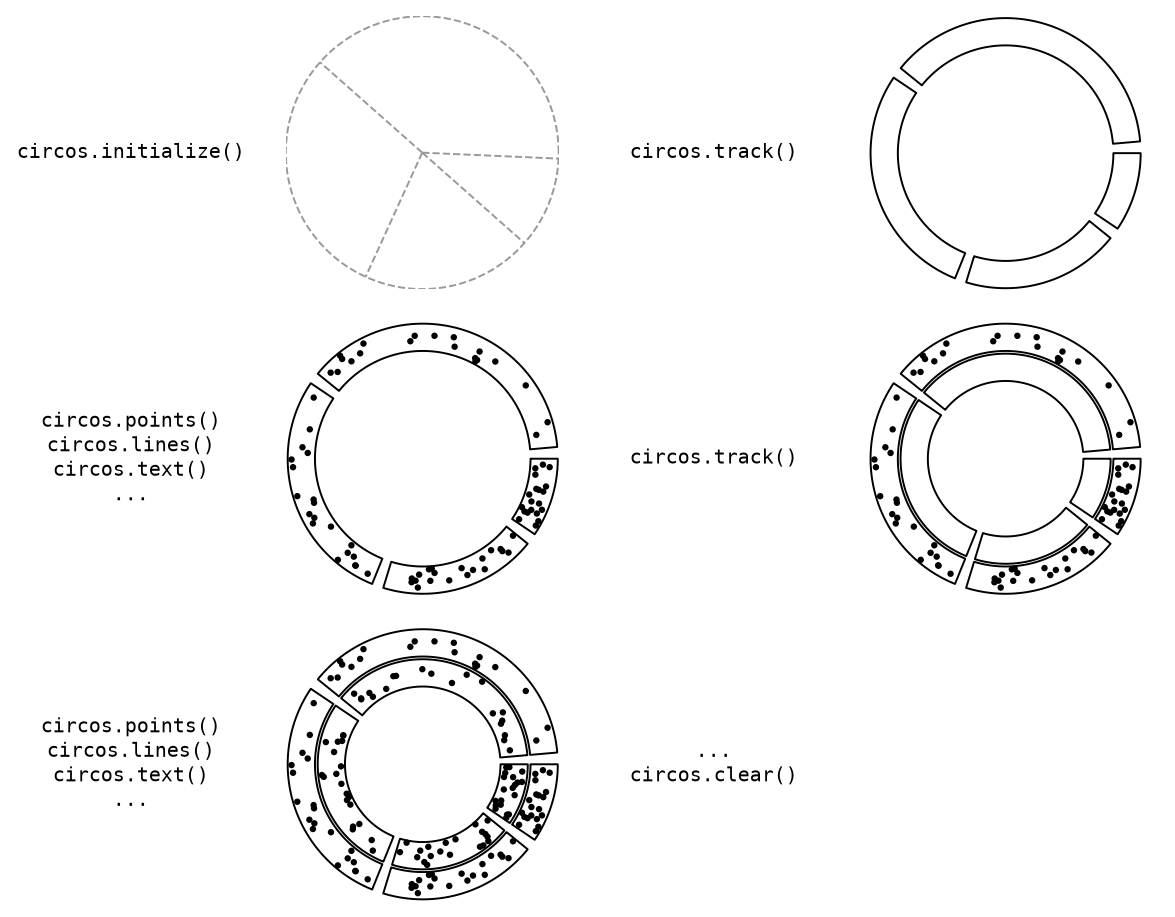 circos.initialize()
circos.track()
circos.points()
circos.lines()
circos.text()
...
circos.track()
circos.points()
circos.lines()
circos.text()
...
...
circos.clear()